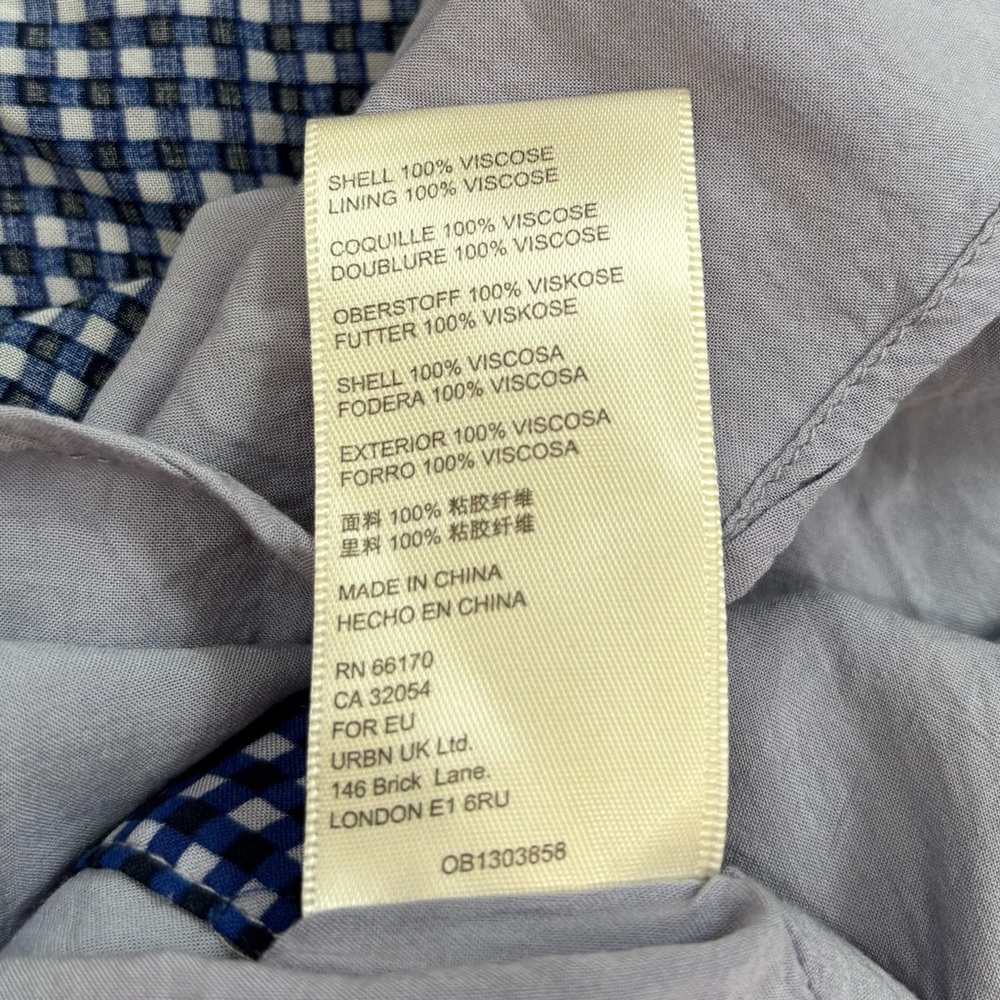 SHELL 100% VISCOSE
LINING 100% VISCOSE
COQUILLE 100% VISCOSE
DOUBLURE 100% VISCOSE
OBERSTOFF 100% VISKOSE
FUTTER 100% VISKOSE
SHELL 100% VISCOSA
FODERA 100% VISCOSA
EXTERIOR 100% VISCOSA
FORRO 100% VISCOSA
面料 100% 粘胶纤维
里料 100% 粘胶纤维
MADE IN CHINA
HECHO EN CHINA
RN 66170
CA 32054
FOR EU
URBN UK Ltd.
146 Brick Lane.
LONDON E1 6RU
OB1303858